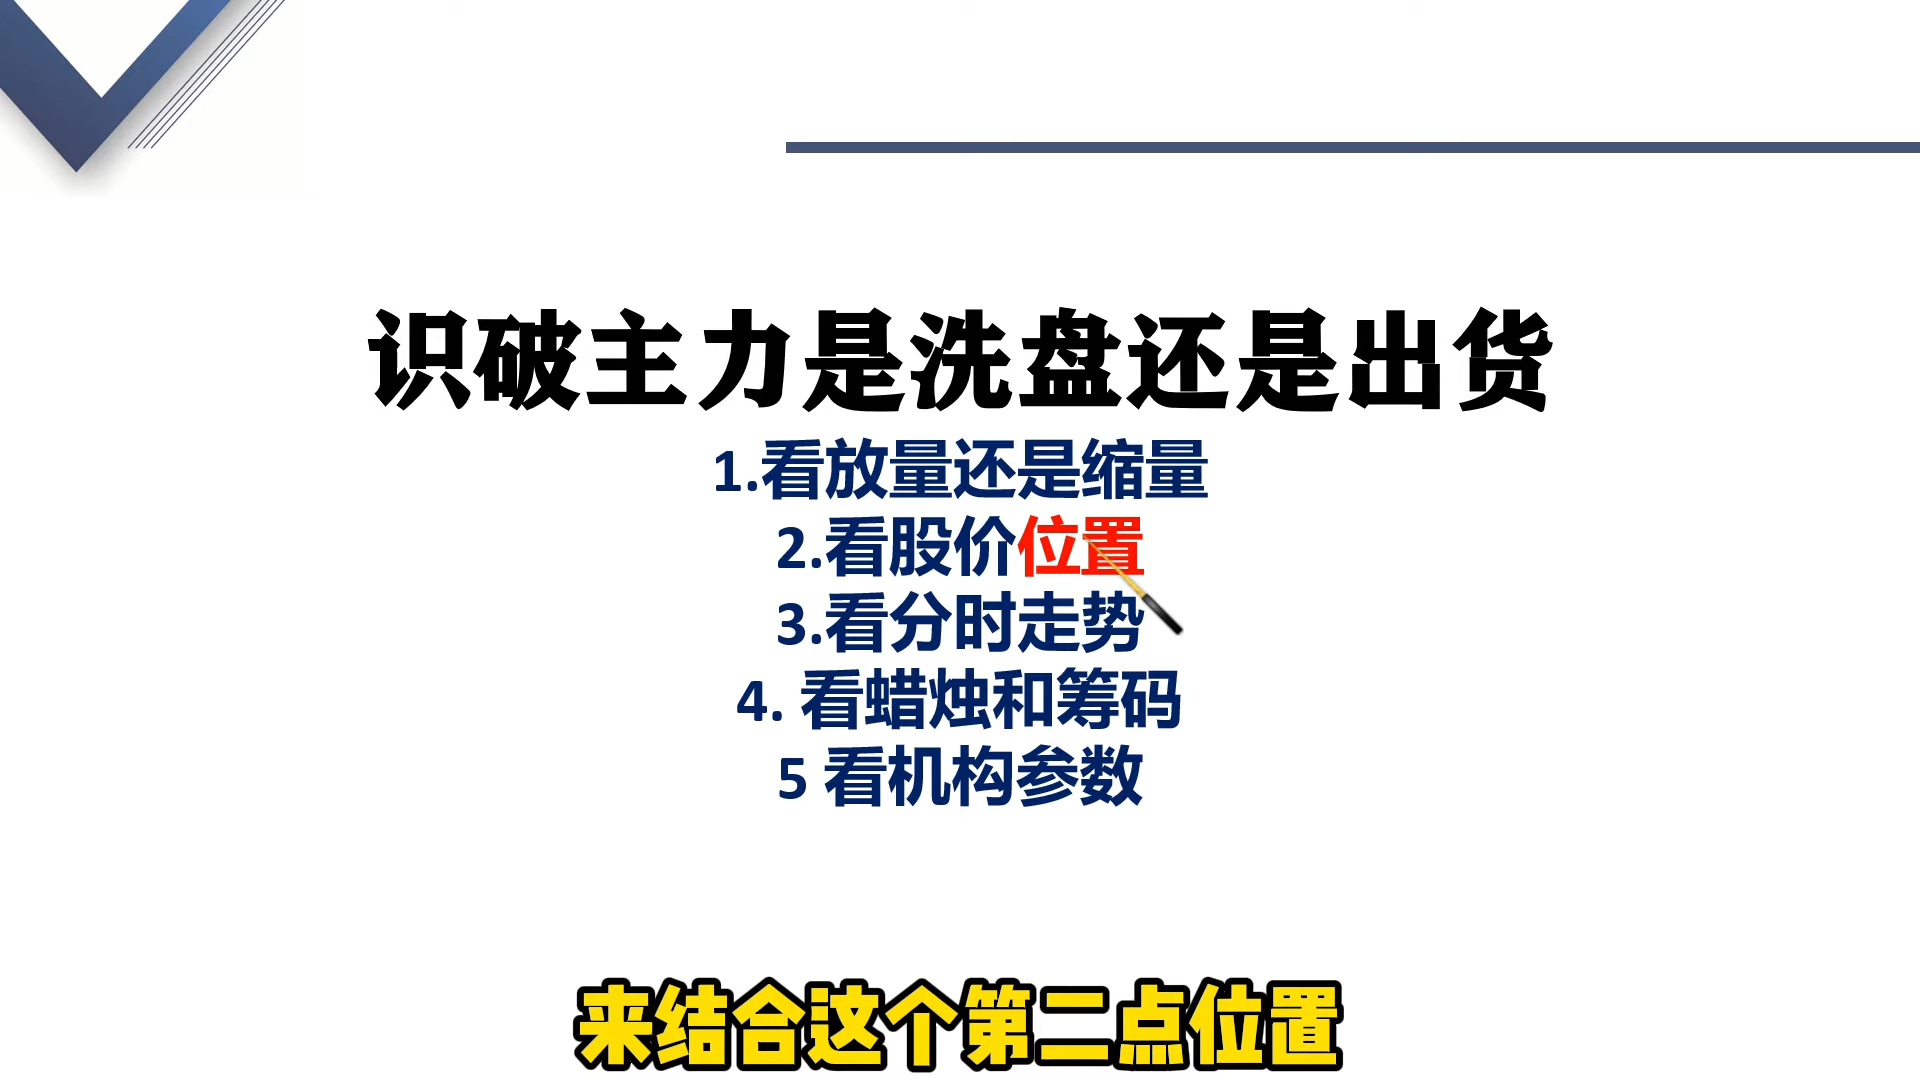 识破主力是洗盘还是出货
1.看放量还是缩量
2.看股价位置
3.看分时走势
4. 看蜡烛和筹码
5 看机构参数
来结合这个第二点位置